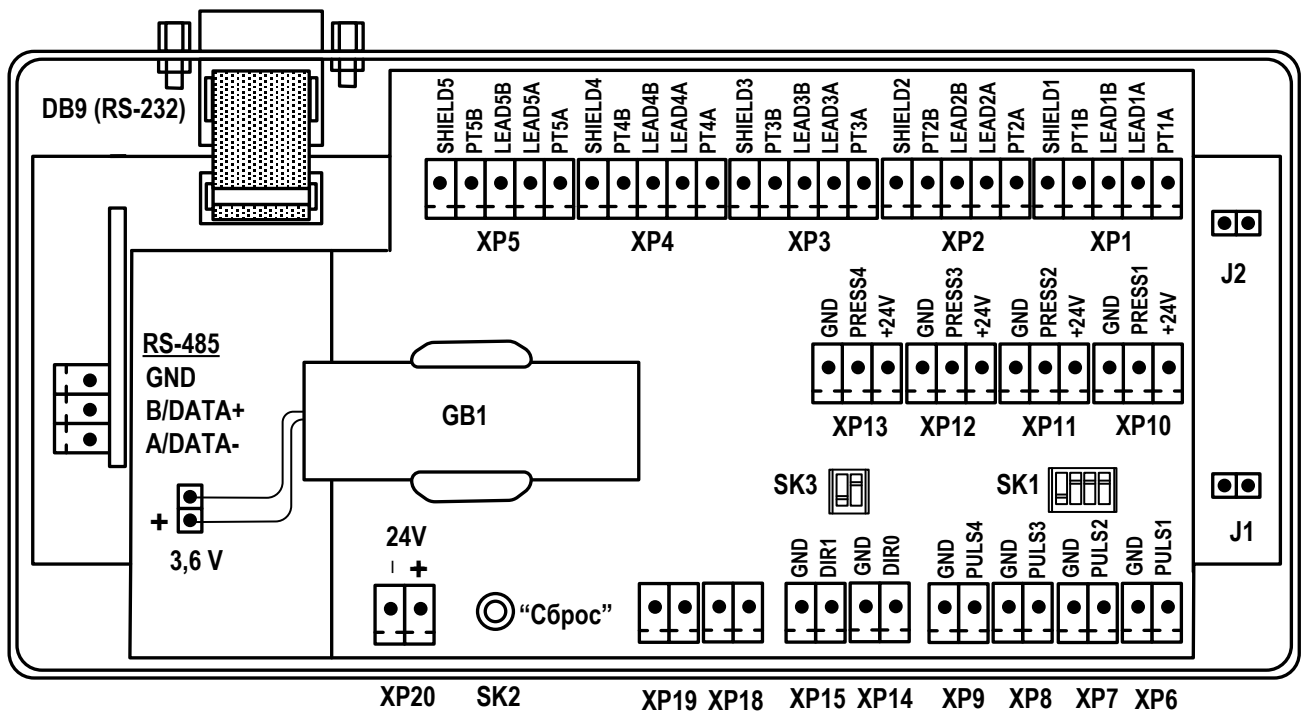 DB9 (RS-232)
SHIELD5
PT5B
LEAD5B
LEAD5A
PT5A
SHIELD4
PT4B
LEAD4B
LEAD4A
PT4A
SHIELD3
PT3B
LEAD3B
LEAD3A
PT3A
SHIELD2
PT2B
LEAD2B
LEAD2A
PT2A
SHIELD1
PT1B
LEAD1B
LEAD1A
PT1A
XP5 XP4 XP3 XP2 XP1
J2
GND
PRESS4
+24V
GND
PRESS3
+24V
GND
PRESS2
+24V
GND
PRESS1
+24V
XP13 XP12 XP11 XP10
RS-485
GND
B/DATA+
A/DATA-
GB1
+
3,6 V
SK3
SK1
J1
24V
– +
"Сброс"
GND
DIR1
GND
DIR0
GND
PULS4
GND
PULS3
GND
PULS2
GND
PULS1
XP20 SK2 XP19 XP18 XP15 XP14 XP9 XP8 XP7 XP6